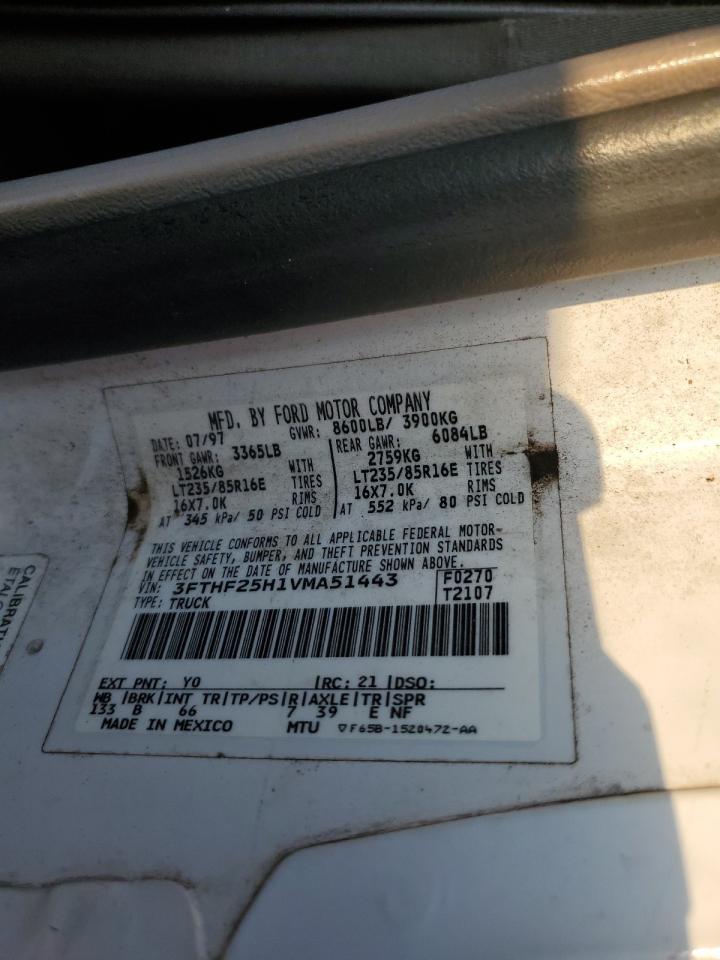 MFD. BY FORD MOTOR COMPANY
DATE: 07/97 GVWR: 8600LB/ 3900KG
FRONT GAWR: 3365LB REAR GAWR: 6084LB
1526KG WITH 2759KG WITH
LT235/85R16E TIRES LT235/85R16E TIRES
16X7.0K RIMS 16X7.0K RIMS
AT 345 kPa/ 50 PSI COLD AT 552 kPa/ 80 PSI COLD
THIS VEHICLE CONFORMS TO ALL APPLICABLE FEDERAL MOTOR-
VEHICLE SAFETY, BUMPER, AND THEFT PREVENTION STANDARDS
IN EFFECT ON THE DATE OF MANUFACTURE SHOWN ABOVE.
VIN: 3FTHF25H1VMA51443 F0270
TYPE: TRUCK T2107
EXT PNT: Y0 RC: 21 DSO:
WB BRK INT TR TP/PS R AXLE TR SPR
133 B 66 7 39 E NF
MADE IN MEXICO MTU F65B-1520472-AA